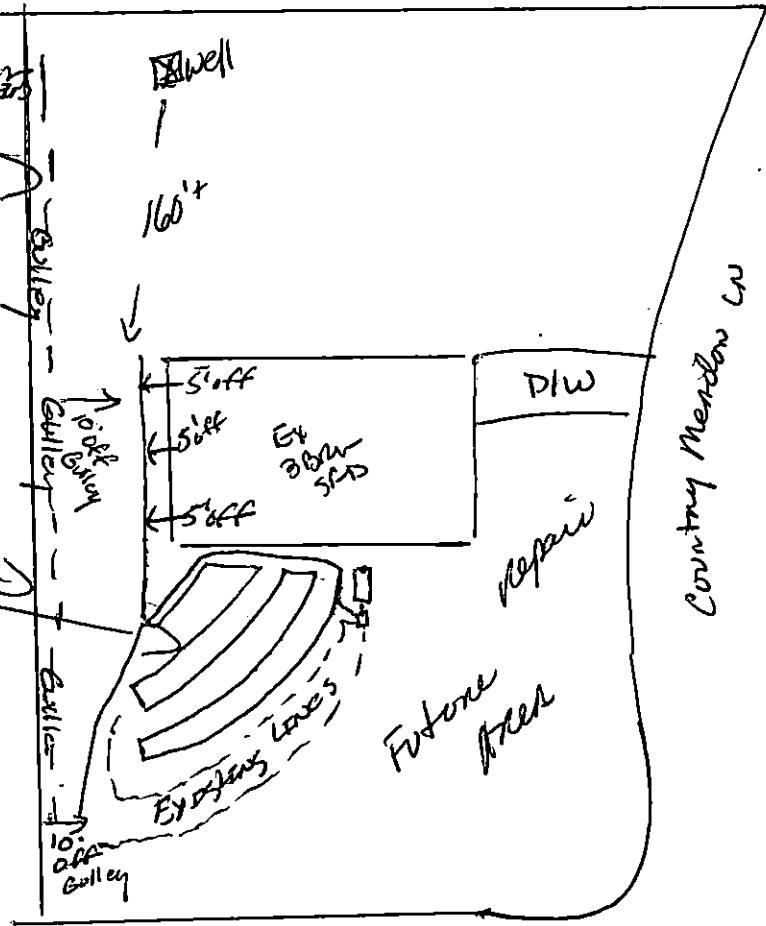 Well
160'+
Gulley
5' off
5' off
5' off
10' off
Gulley
Gulley
Ex
3 Brm
SFD
D/W
Country Meadow Ln
repair
Future
Area
Existing Lines
10'
off
Gulley